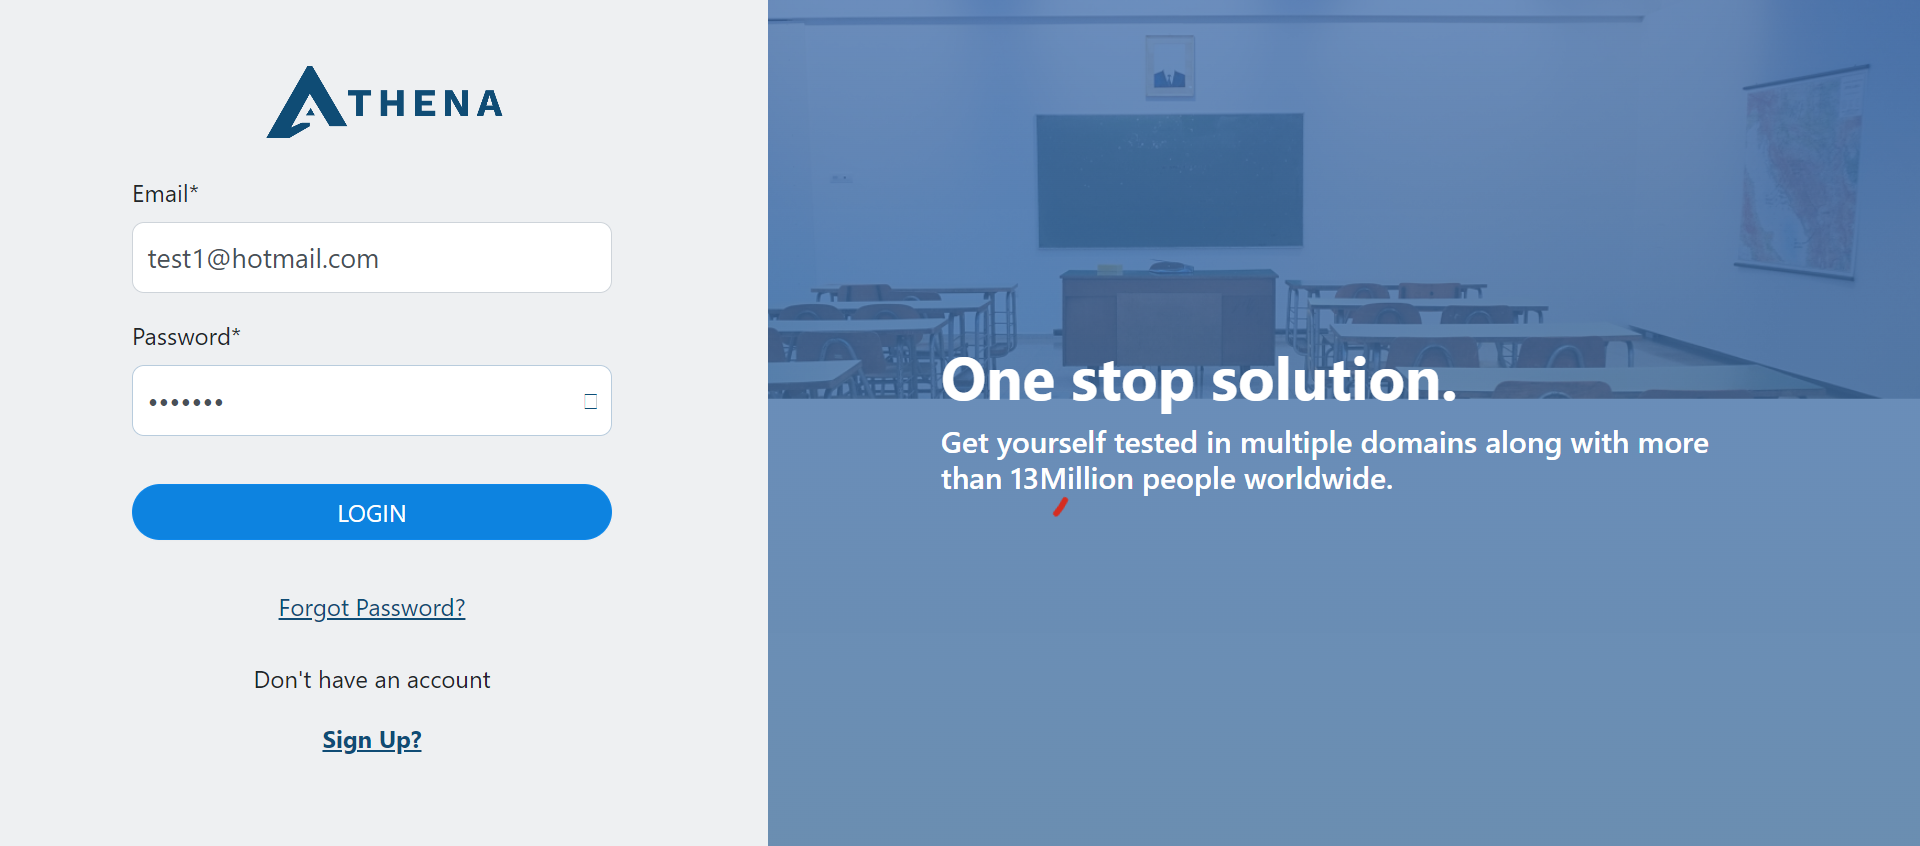 ATHENA
Email*
test1@hotmail.com
Password*
•••••••
LOGIN
Forgot Password?
Don't have an account
Sign Up?
One stop solution.
Get yourself tested in multiple domains along with more
than 13Million people worldwide.